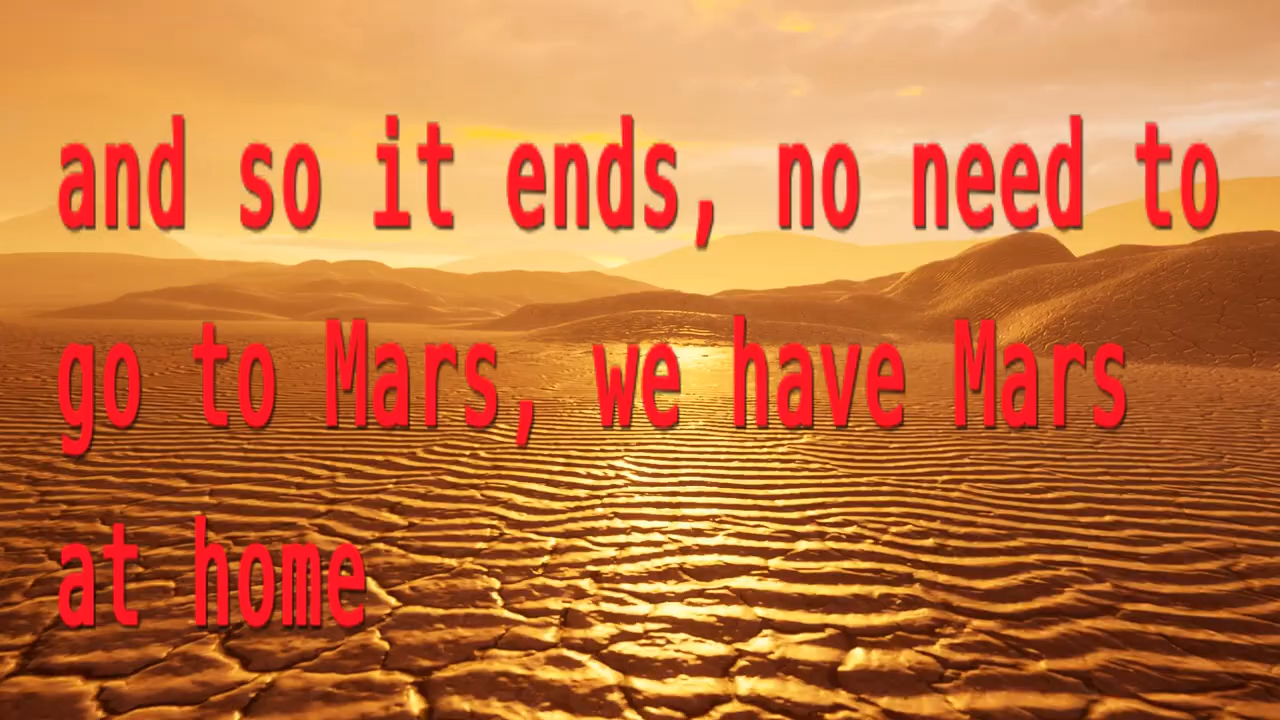 and so it ends, no need to
go to Mars, we have Mars
at home